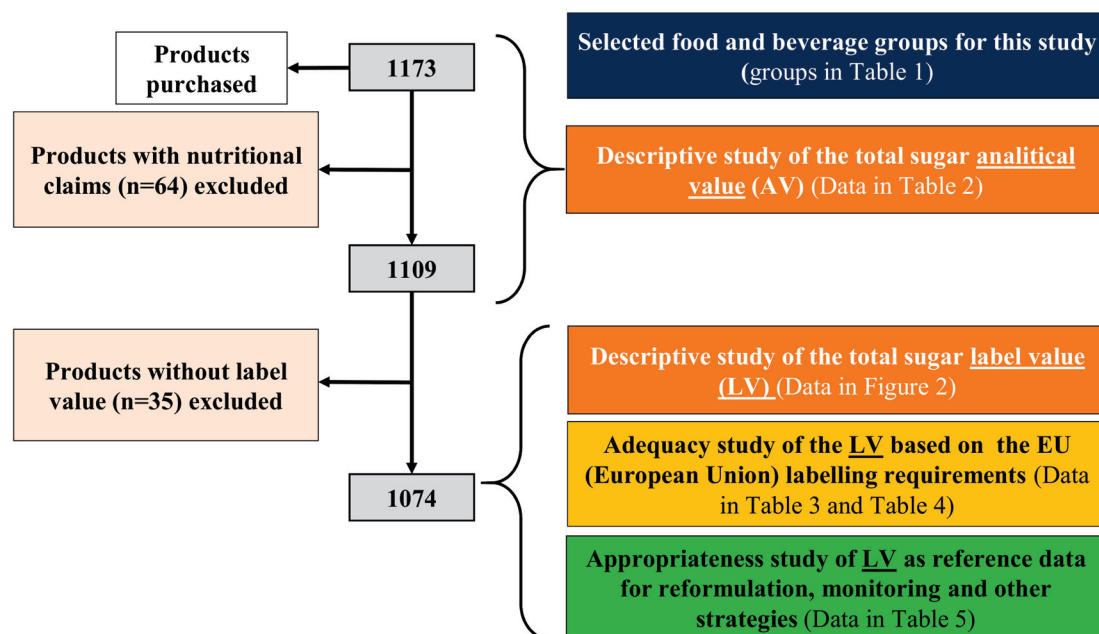 Products
purchased
1173
Selected food and beverage groups for this study
(groups in Table 1)
Products with nutritional
claims (n=64) excluded
Descriptive study of the total sugar analitical
value (AV) (Data in Table 2)
1109
Products without label
value (n=35) excluded
Descriptive study of the total sugar label value
(LV) (Data in Figure 2)
Adequacy study of the LV based on the EU
(European Union) labelling requirements (Data
in Table 3 and Table 4)
1074
Appropriateness study of LV as reference data
for reformulation, monitoring and other
strategies (Data in Table 5)